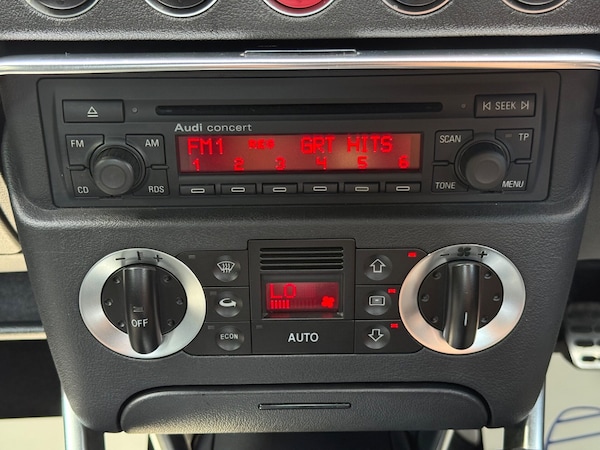 SEEK
Audi concert
FM AM
FM1 GRT HITS
SCAN TP
1 2 3 4 5 6
CD RDS
TONE MENU
- I +
- +
LO
OFF
ECON
AUTO